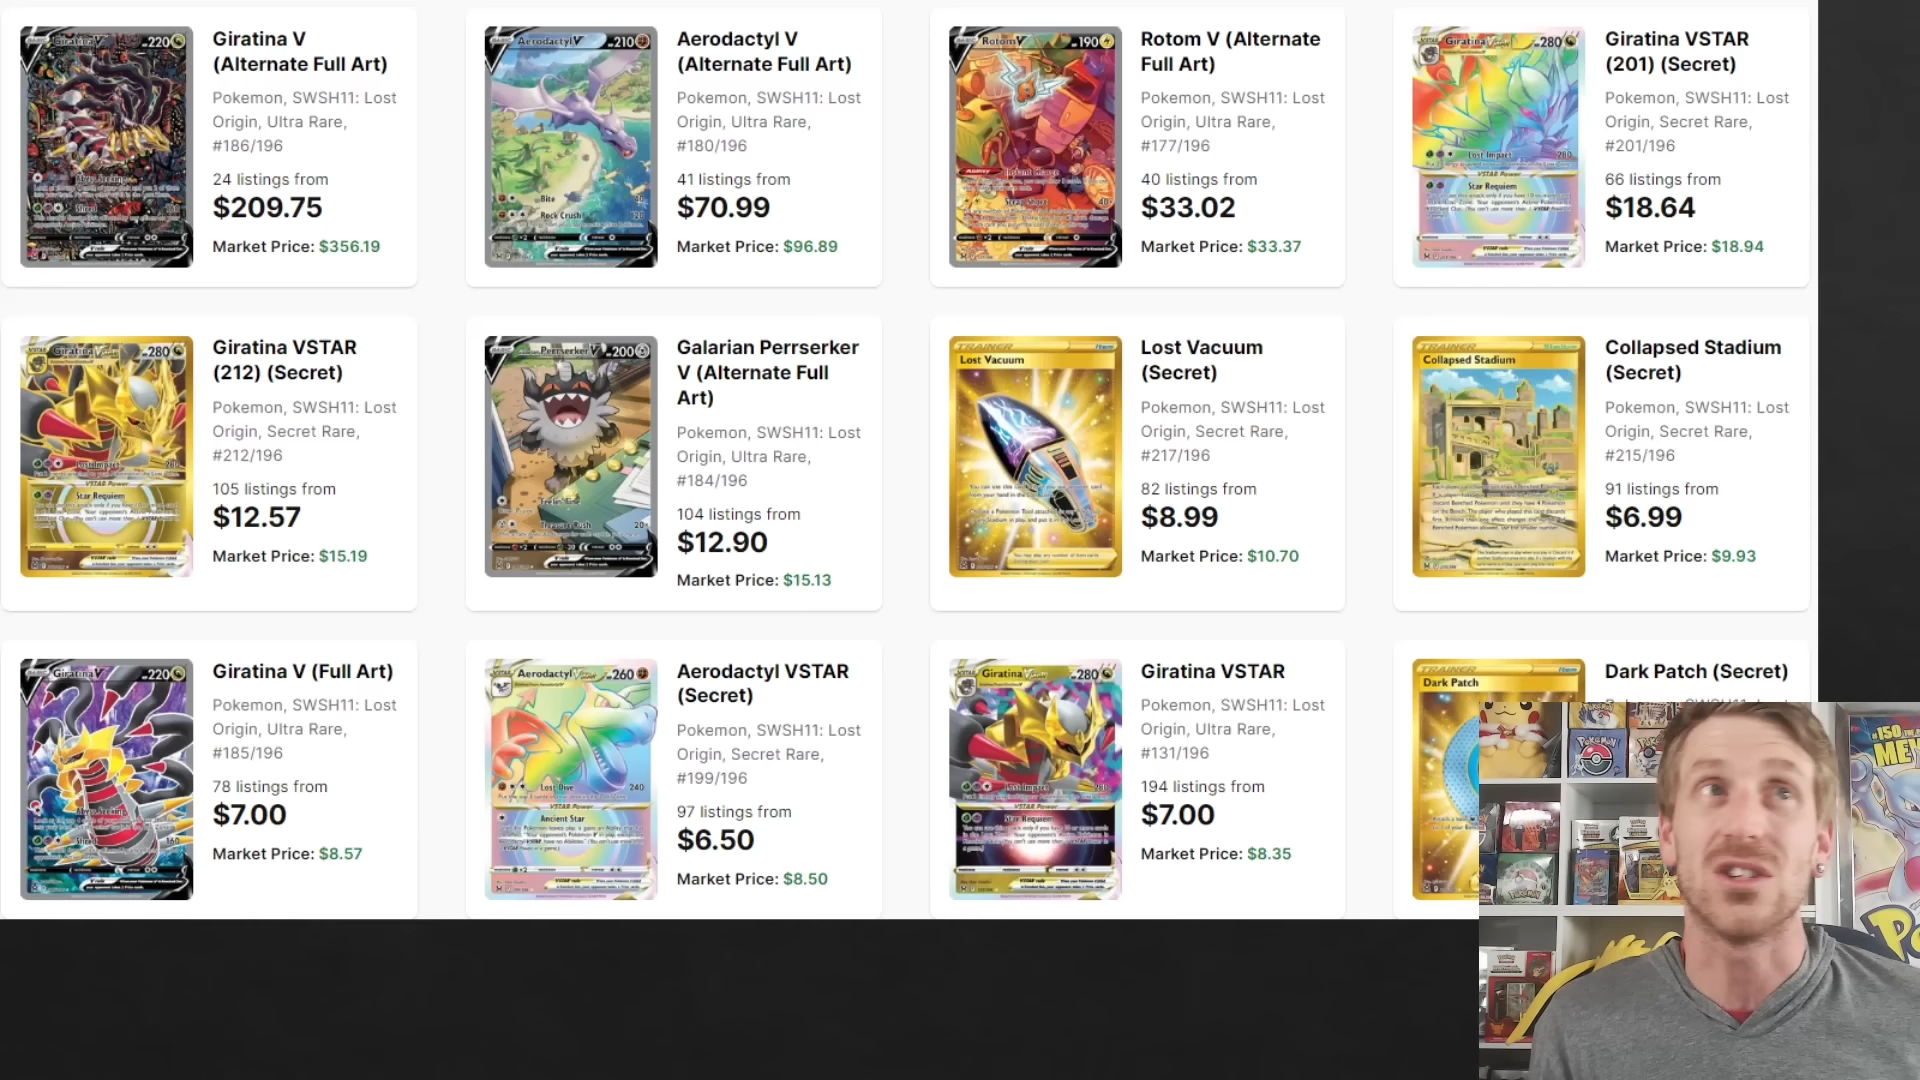 Giratina V
(Alternate Full Art)
Pokemon, SWSH11: Lost
Origin, Ultra Rare,
#186/196
24 listings from
$209.75
Market Price: $356.19
Aerodactyl V
(Alternate Full Art)
Pokemon, SWSH11: Lost
Origin, Ultra Rare,
#180/196
41 listings from
$70.99
Market Price: $96.89
Rotom V (Alternate
Full Art)
Pokemon, SWSH11: Lost
Origin, Ultra Rare,
#177/196
40 listings from
$33.02
Market Price: $33.37
Giratina VSTAR
(201) (Secret)
Pokemon, SWSH11: Lost
Origin, Secret Rare,
#201/196
66 listings from
$18.64
Market Price: $18.94
Giratina VSTAR
(212) (Secret)
Pokemon, SWSH11: Lost
Origin, Secret Rare,
#212/196
105 listings from
$12.57
Market Price: $15.19
Galarian Perrserker
V (Alternate Full
Art)
Pokemon, SWSH11: Lost
Origin, Ultra Rare,
#184/196
104 listings from
$12.90
Market Price: $15.13
TRAINER
Lost Vacuum
Lost Vacuum
(Secret)
Pokemon, SWSH11: Lost
Origin, Secret Rare,
#217/196
82 listings from
$8.99
Market Price: $10.70
TRAINER
Collapsed Stadium
Collapsed Stadium
(Secret)
Pokemon, SWSH11: Lost
Origin, Secret Rare,
#215/196
91 listings from
$6.99
Market Price: $9.93
Giratina V (Full Art)
Pokemon, SWSH11: Lost
Origin, Ultra Rare,
#185/196
78 listings from
$7.00
Market Price: $8.57
Aerodactyl VSTAR
(Secret)
Pokemon, SWSH11: Lost
Origin, Secret Rare,
#199/196
97 listings from
$6.50
Market Price: $8.50
Giratina VSTAR
Pokemon, SWSH11: Lost
Origin, Ultra Rare,
#131/196
194 listings from
$7.00
Market Price: $8.35
TRAINER
Dark Patch
Dark Patch (Secret)